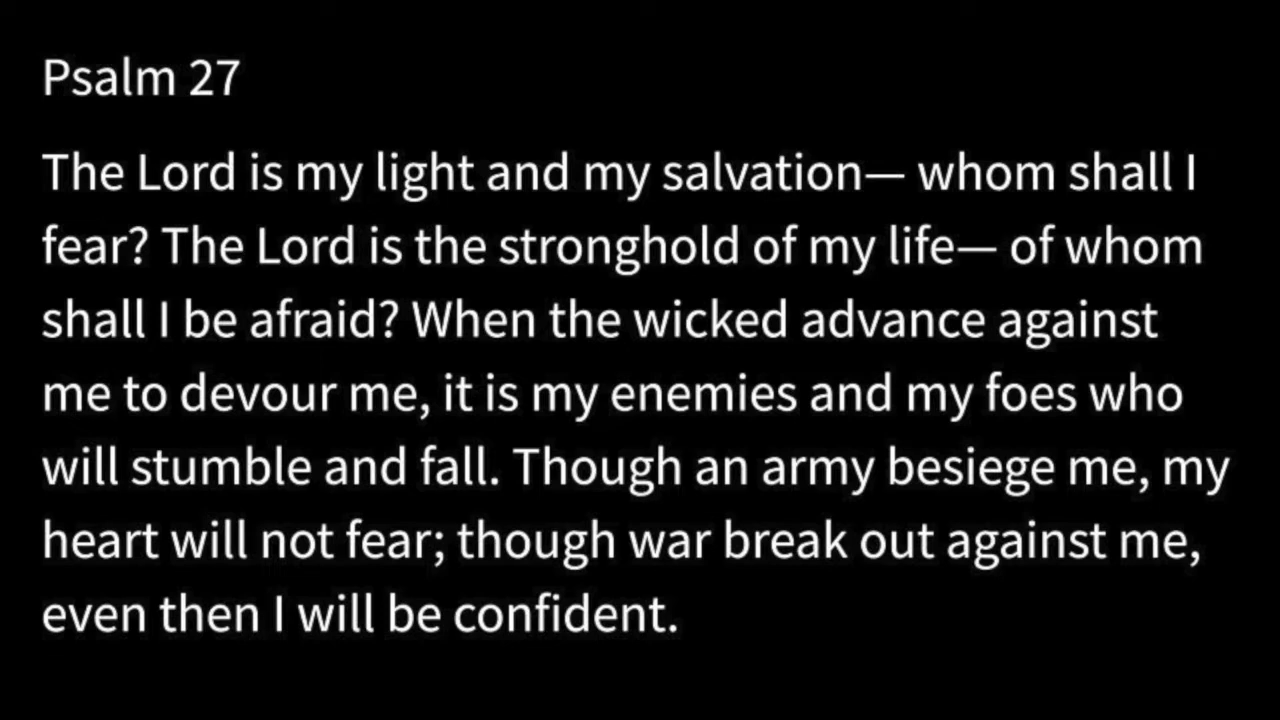 Psalm 27
The Lord is my light and my salvation— whom shall I
fear? The Lord is the stronghold of my life— of whom
shall I be afraid? When the wicked advance against
me to devour me, it is my enemies and my foes who
will stumble and fall. Though an army besiege me, my
heart will not fear; though war break out against me,
even then I will be confident.